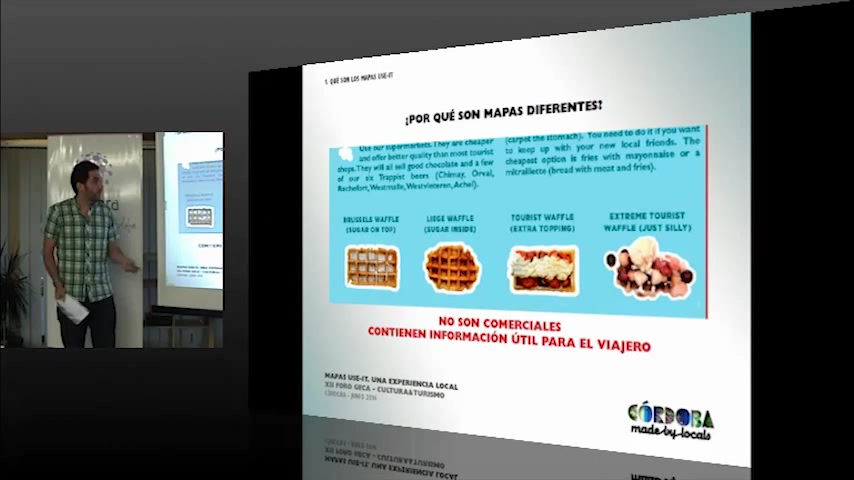 1. QUÉ SON LOS MAPAS USE-IT
¿POR QUÉ SON MAPAS DIFERENTES?
Use our supermarkets. They are cheaper
and offer better quality than most tourist
shops. They will all sell good chocolate and a few
of our six Trappist beers (Chimay, Orval,
Rochefort, Westmalle, Westvleteren, Achel).
(carpet the stomach). You need to do it if you want
to keep up with your new local friends. The
cheapest option is fries with mayonnaise or a
mitraillette (bread with meat and fries).
BRUSSELS WAFFLE
(SUGAR ON TOP)
LIEGE WAFFLE
(SUGAR INSIDE)
TOURIST WAFFLE
(EXTRA TOPPING)
EXTREME TOURIST
WAFFLE (JUST SILLY)
NO SON COMERCIALES
CONTIENEN INFORMACIÓN ÚTIL PARA EL VIAJERO
MAPAS USE-IT. UNA EXPERIENCIA LOCAL
XII FORO GECA - CULTURA&TURISMO
CÓRDOBA
made by locals